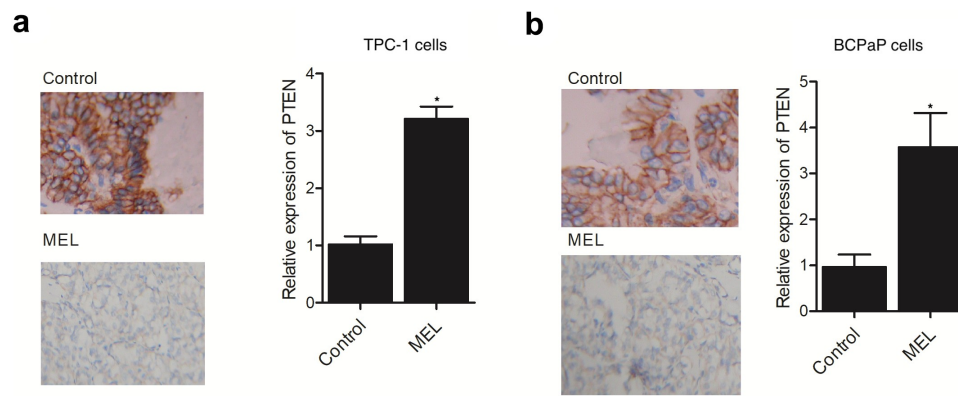 a
TPC-1 cells
Control
MEL
Relative expression of PTEN
4
3
2
1
0
*
Control
MEL
b
BCPaP cells
Control
MEL
Relative expression of PTEN
5
4
3
2
1
0
*
Control
MEL